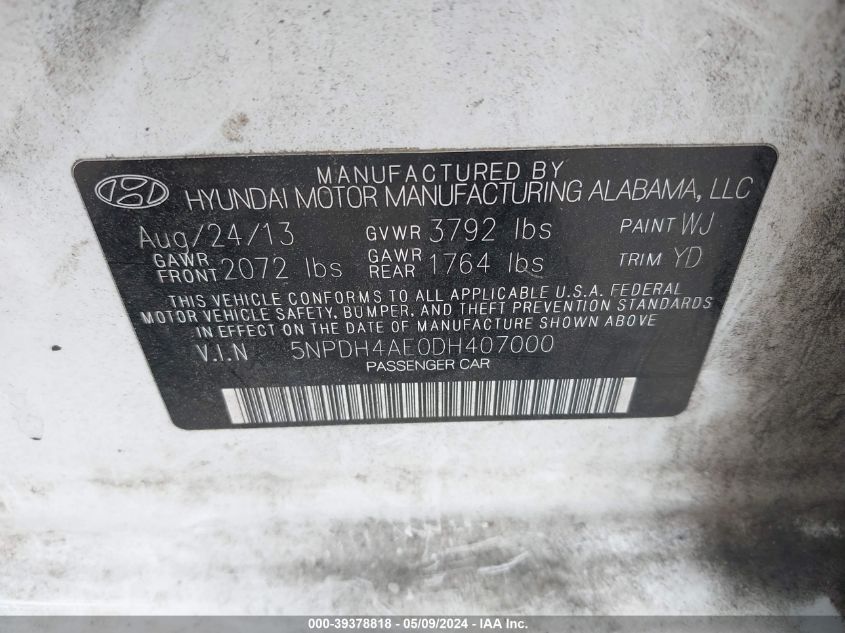 MANUFACTURED BY
HYUNDAI MOTOR MANUFACTURING ALABAMA, LLC
Aug/24/13 GVWR 3792 lbs PAINT WJ
GAWR FRONT 2072 lbs GAWR REAR 1764 lbs TRIM YD
THIS VEHICLE CONFORMS TO ALL APPLICABLE U.S.A. FEDERAL
MOTOR VEHICLE SAFETY, BUMPER, AND THEFT PREVENTION STANDARDS
IN EFFECT ON THE DATE OF MANUFACTURE SHOWN ABOVE.
V.I.N 5NPDH4AE0DH407000
PASSENGER CAR
000-39378818 - 05/09/2024 - IAA Inc.